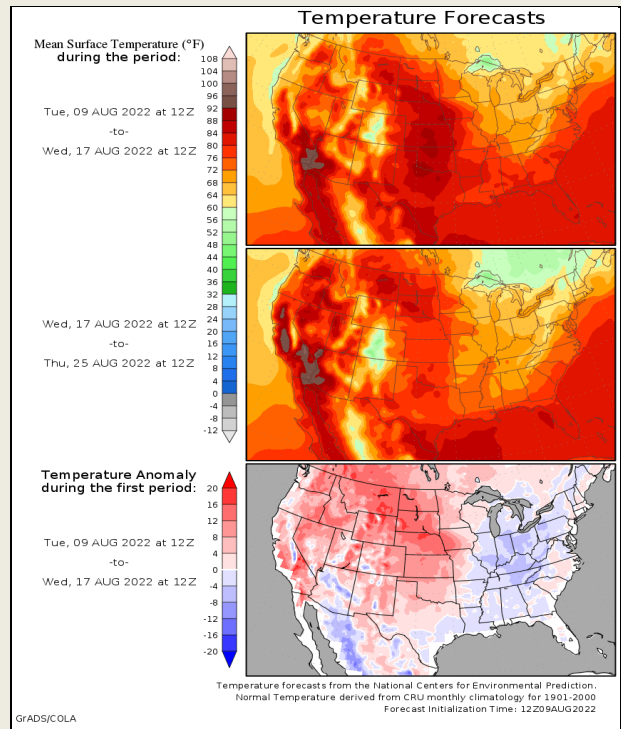 Temperature Forecasts
Mean Surface Temperature (°F)
during the period:
108
104
100
96
92
88
84
80
76
72
68
64
60
56
52
48
44
40
36
32
28
24
20
16
12
8
4
0
-4
-8
-12
Tue, 09 AUG 2022 at 12Z
-to-
Wed, 17 AUG 2022 at 12Z
Wed, 17 AUG 2022 at 12Z
-to-
Thu, 25 AUG 2022 at 12Z
Temperature Anomaly
during the first period:
20
16
12
8
4
0
-4
-8
-12
-16
-20
Tue, 09 AUG 2022 at 12Z
-to-
Wed, 17 AUG 2022 at 12Z
Temperature forecasts from the National Centers for Environmental Prediction.
Normal Temperature derived from CRU monthly climatology for 1901-2000
Forecast Initialization Time: 12Z09AUG2022
GrADS/COLA